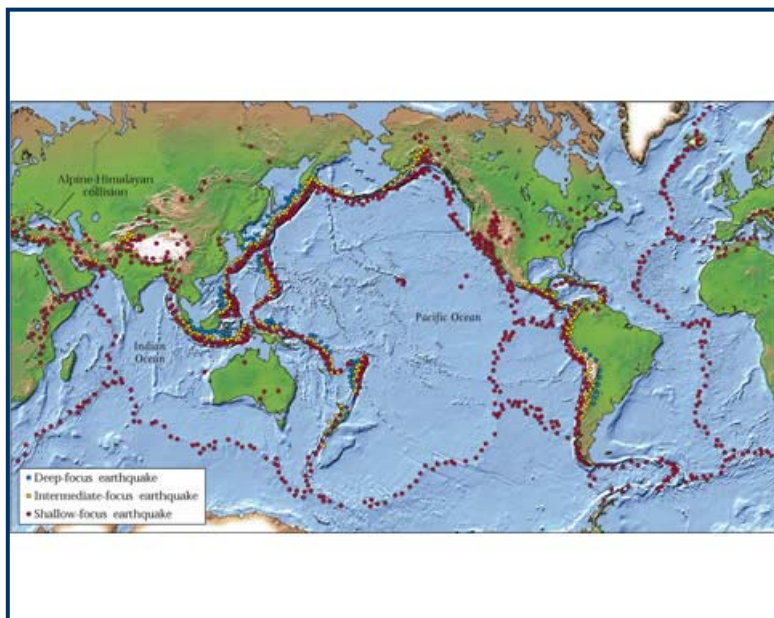 Alpine-Himalayan
collision
Pacific Ocean
Indian
Ocean
Deep-focus earthquake
Intermediate-focus earthquake
Shallow-focus earthquake